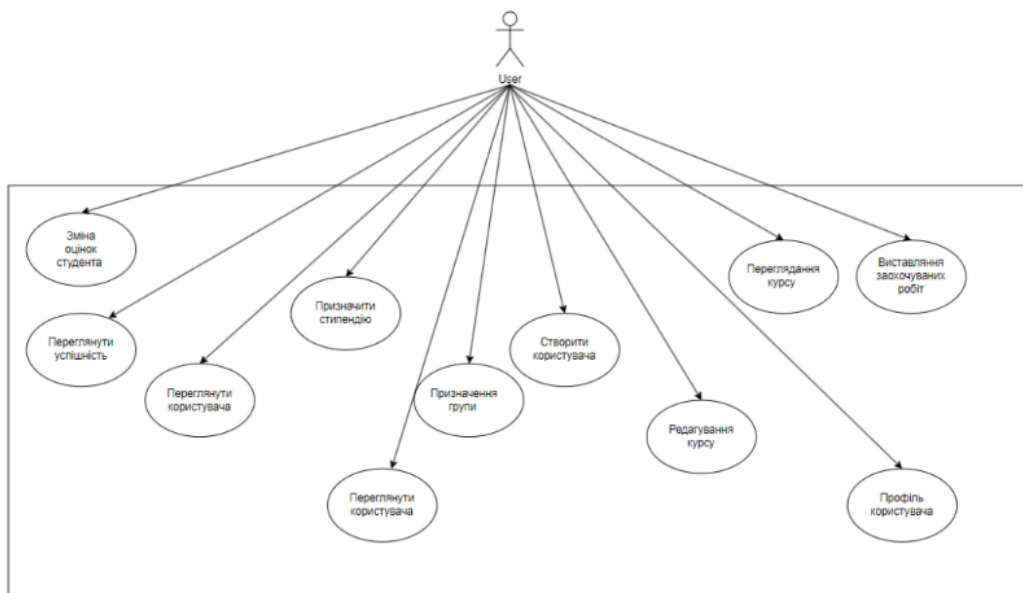 User
Зміна
оцінок
студента
Переглянути
успішність
Переглянути
користувача
Призначити
стипендію
Переглянути
користувача
Призначення
групи
Створити
користувача
Редагування
курсу
Переглядання
курсу
Виставляння
заохочуваних
робіт
Профіль
користувача